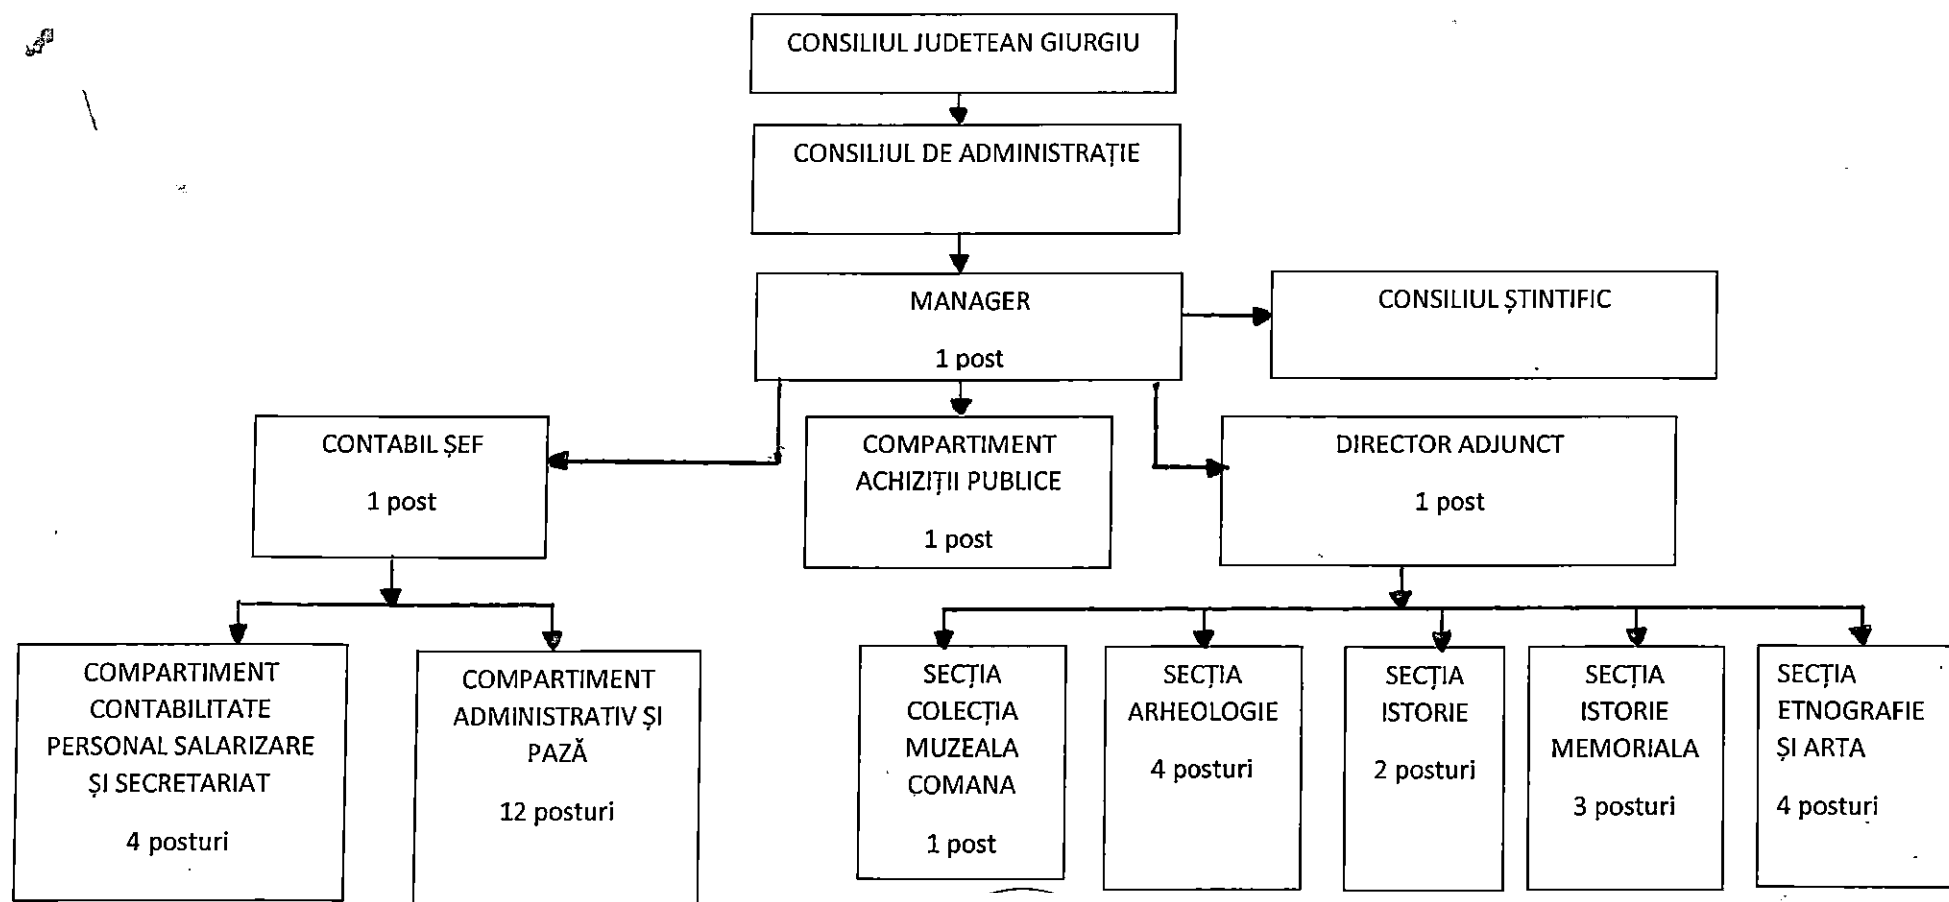 CONSILIUL JUDETEAN GIURGIU
CONSILIUL DE ADMINISTRAȚIE
MANAGER
1 post
CONSILIUL ȘTINTIFIC
CONTABIL ȘEF
1 post
COMPARTIMENT
ACHIZIȚII PUBLICE
1 post
DIRECTOR ADJUNCT
1 post
COMPARTIMENT
CONTABILITATE
PERSONAL SALARIZARE
ȘI SECRETARIAT
4 posturi
COMPARTIMENT
ADMINISTRATIV ȘI
PAZĂ
12 posturi
SECȚIA
COLECȚIA
MUZEALA
COMANA
1 post
SECȚIA
ARHEOLOGIE
4 posturi
SECȚIA
ISTORIE
2 posturi
SECȚIA
ISTORIE
MEMORIALA
3 posturi
SECȚIA
ETNOGRAFIE
ȘI ARTA
4 posturi